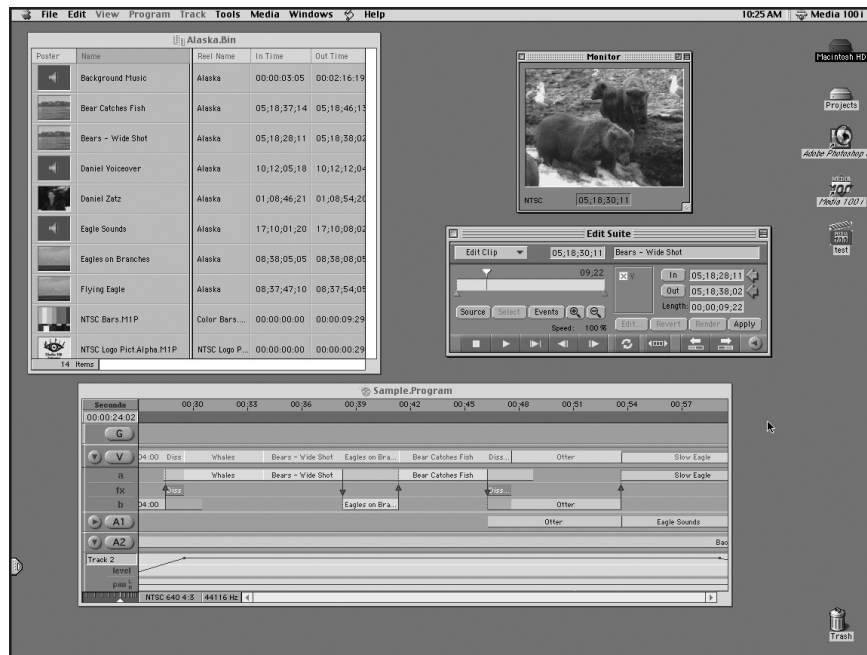 File Edit View Program Track Tools Media Windows Help
10:25 AM Media 100 i
Alaska.Bin
Poster Name Reel Name In Time Out Time
Background Music Alaska 00:00:03:05 00:02:16:19
Bear Catches Fish Alaska 05;18;37;14 05;18;46;13
Bears - Wide Shot Alaska 05;18;28;11 05;18;38;02
Daniel Voiceover Alaska 10;12;05;18 10;12;12;04
Daniel Zatz Alaska 01;08;46;21 01;08;54;20
Eagle Sounds Alaska 17;10;01;20 17;10;08;02
Eagles on Branches Alaska 08;38;05;05 08;38;08;05
Flying Eagle Alaska 08;37;47;10 08;37;54;05
NTSC Bars.M1P Color Bars.... 00:00:00:00 00:00:09:29
NTSC Logo Pict.Alpha.M1P NTSC Logo P... 00:00:00:00 00:00:00:29
14 Items
Monitor
NTSC 05;18;30;11
Edit Suite
Edit Clip 05;18;30;11 Bears - Wide Shot
09;22
V
In 05;18;28;11
Out 05;18;38;02
Length: 00;00;09;22
Source Select Events
Speed: 100 %
Edit... Revert Render Apply
Macintosh HD
Projects
Adobe Photoshop
Media 100 i
test
Trash
Sample.Program
Seconds 00;30 00;33 00;36 00;39 00;42 00;45 00;48 00;51 00;54 00;57
00:00:24:02
G
V 04:00 Diss Whales Bears - Wide Shot Eagles on Bra... Bear Catches Fish Diss... Otter Slow Eagle
a Whales Bears - Wide Shot Bear Catches Fish Slow Eagle
fx Diss Diss...
b 04:00 Eagles on Bra... Otter
A1 Otter Eagle Sounds
A2 Bac
Track 2
level
pan L R
NTSC 640 4:3 44116 Hz